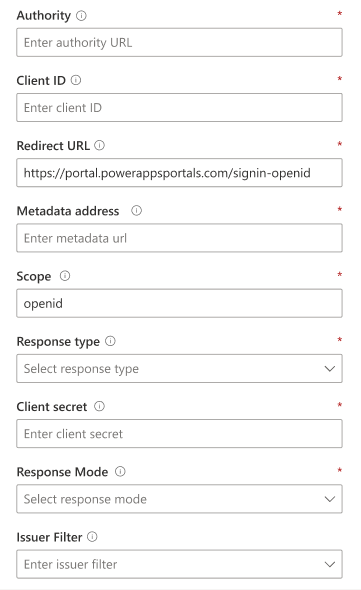 Authority *
Enter authority URL
Client ID *
Enter client ID
Redirect URL *
https://portal.powerappsportals.com/signin-openid
Metadata address *
Enter metadata url
Scope *
openid
Response type *
Select response type
Client secret *
Enter client secret
Response Mode *
Select response mode
Issuer Filter
Enter issuer filter